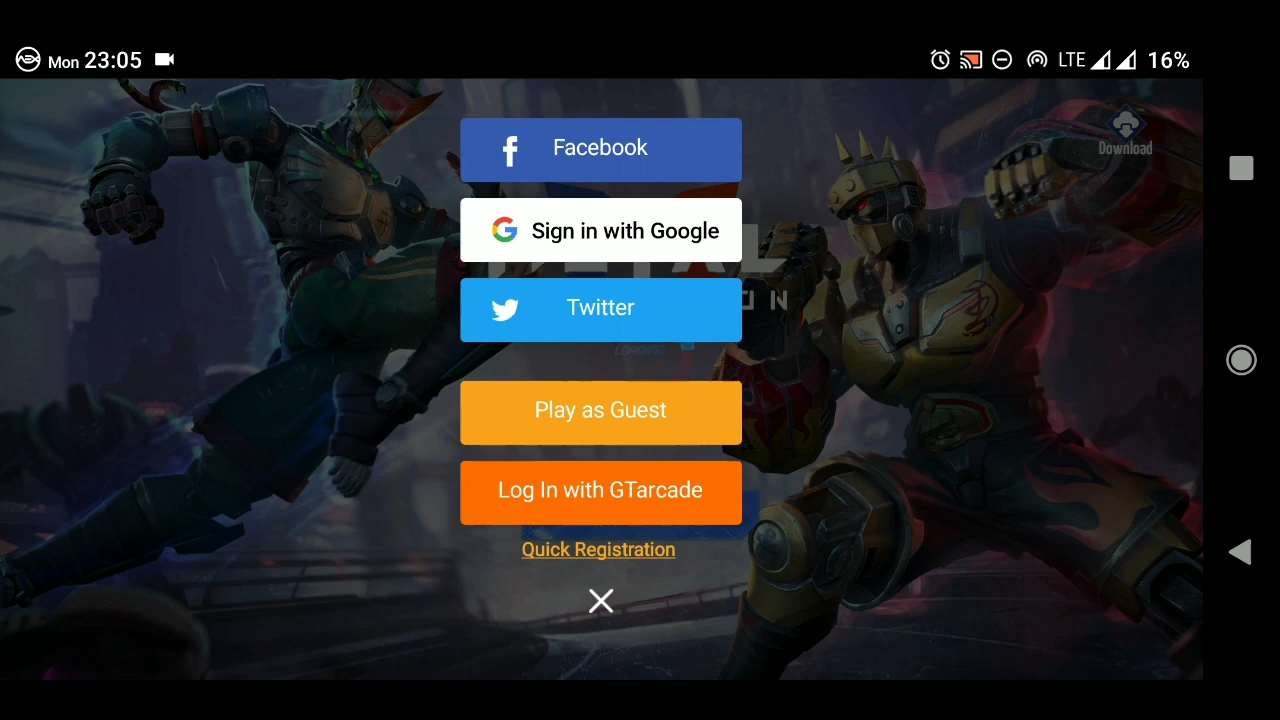 Mon 23:05
LTE 16%
Download
Facebook
Sign in with Google
Twitter
LOADING
Play as Guest
Log In with GTarcade
Quick Registration